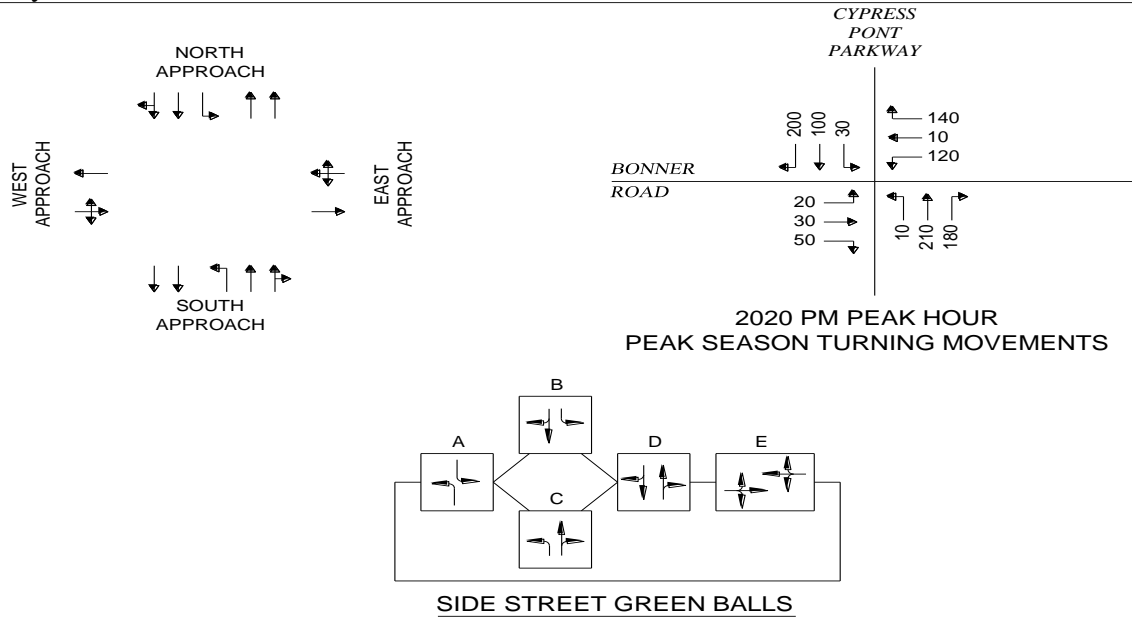 CYPRESS
PONT
PARKWAY
NORTH
APPROACH
WEST
APPROACH
EAST
APPROACH
SOUTH
APPROACH
200
100
30
140
10
120
BONNER
ROAD
20
30
50
10
210
180
2020 PM PEAK HOUR
PEAK SEASON TURNING MOVEMENTS
B
A
D
E
C
SIDE STREET GREEN BALLS